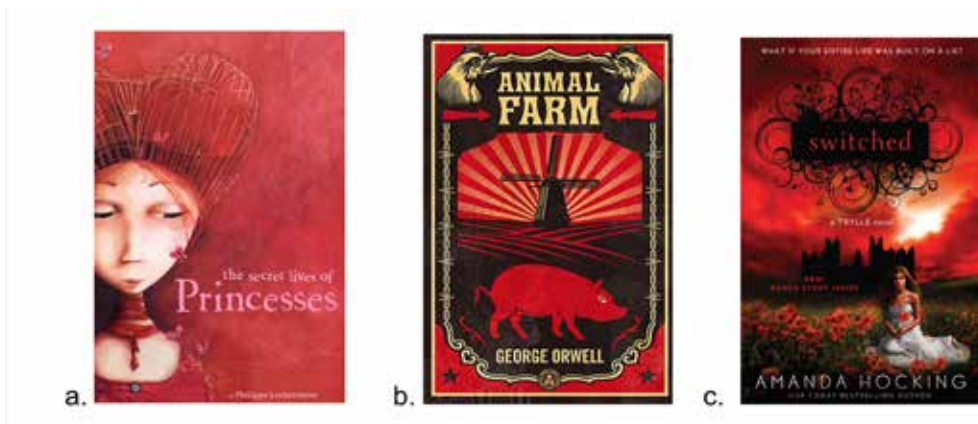 a.
the secret lives of
Princesses
b.
ANIMAL
FARM
GEORGE ORWELL
A
c.
WHAT IF YOUR ENTIRE LIFE WAS BUILT ON A LIE?
switched
a TRYLLE novel
AMANDA HOCKING
USA TODAY BESTSELLING AUTHOR